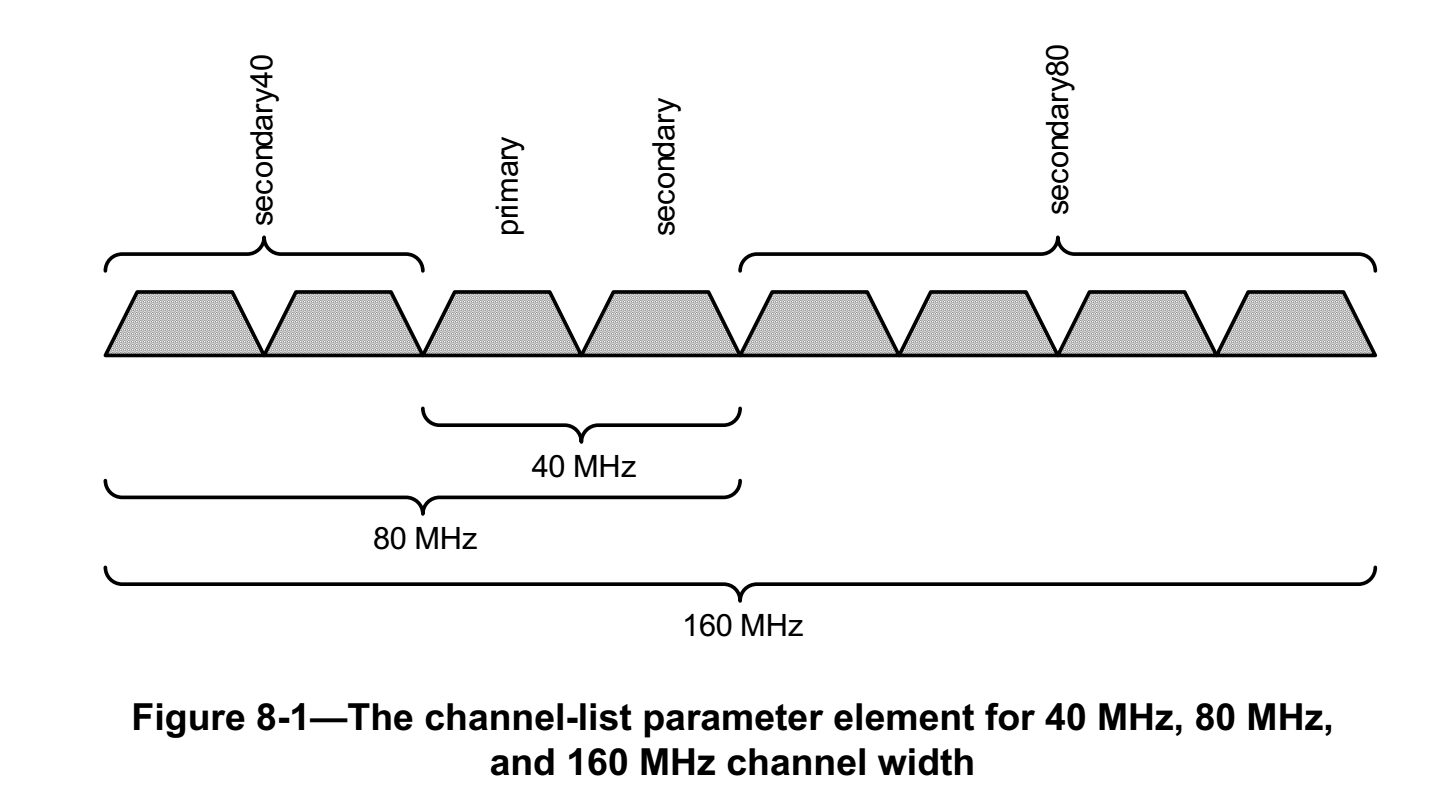 secondary40
primary
secondary
secondary80
40 MHz
80 MHz
160 MHz
Figure 8-1—The channel-list parameter element for 40 MHz, 80 MHz,
and 160 MHz channel width